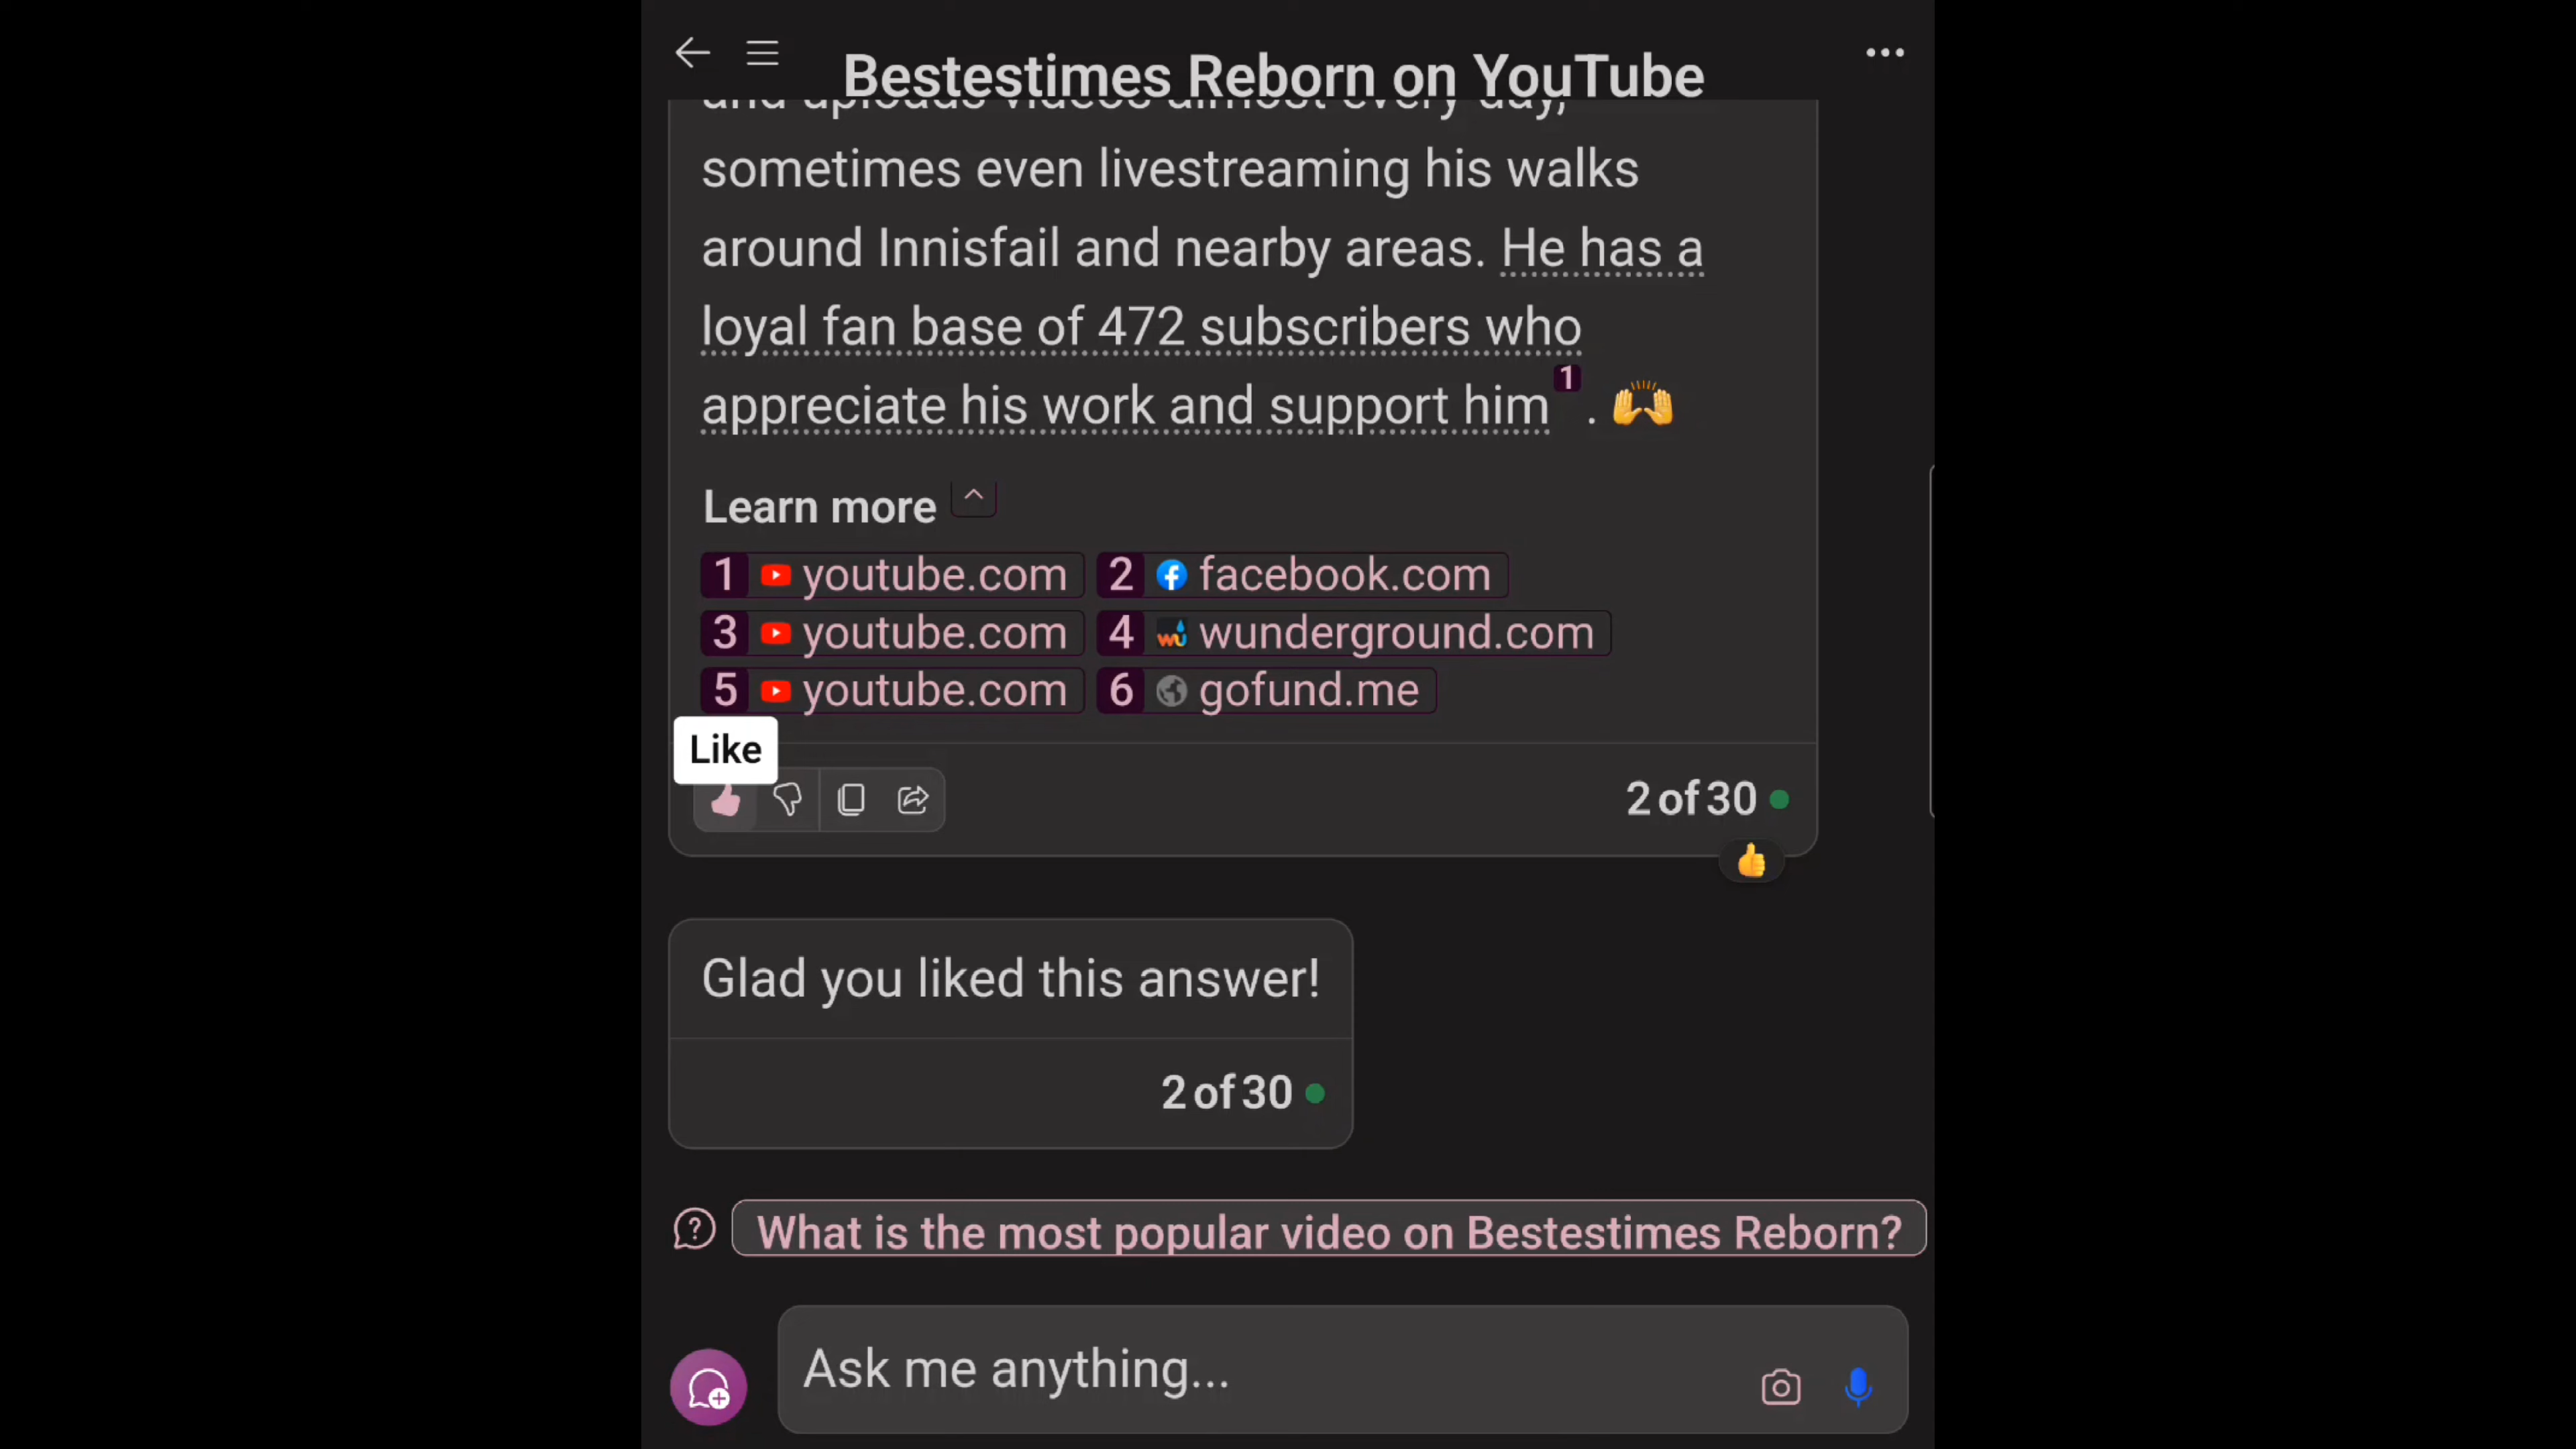 Bestestimes Reborn on YouTube
and uploads videos almost every day,
sometimes even livestreaming his walks
around Innisfail and nearby areas. He has a
loyal fan base of 472 subscribers who
appreciate his work and support him 1 . 🙌
Learn more
1 youtube.com 2 facebook.com
3 youtube.com 4 wunderground.com
5 youtube.com 6 gofund.me
Like
2 of 30
Glad you liked this answer!
2 of 30
What is the most popular video on Bestestimes Reborn?
Ask me anything...